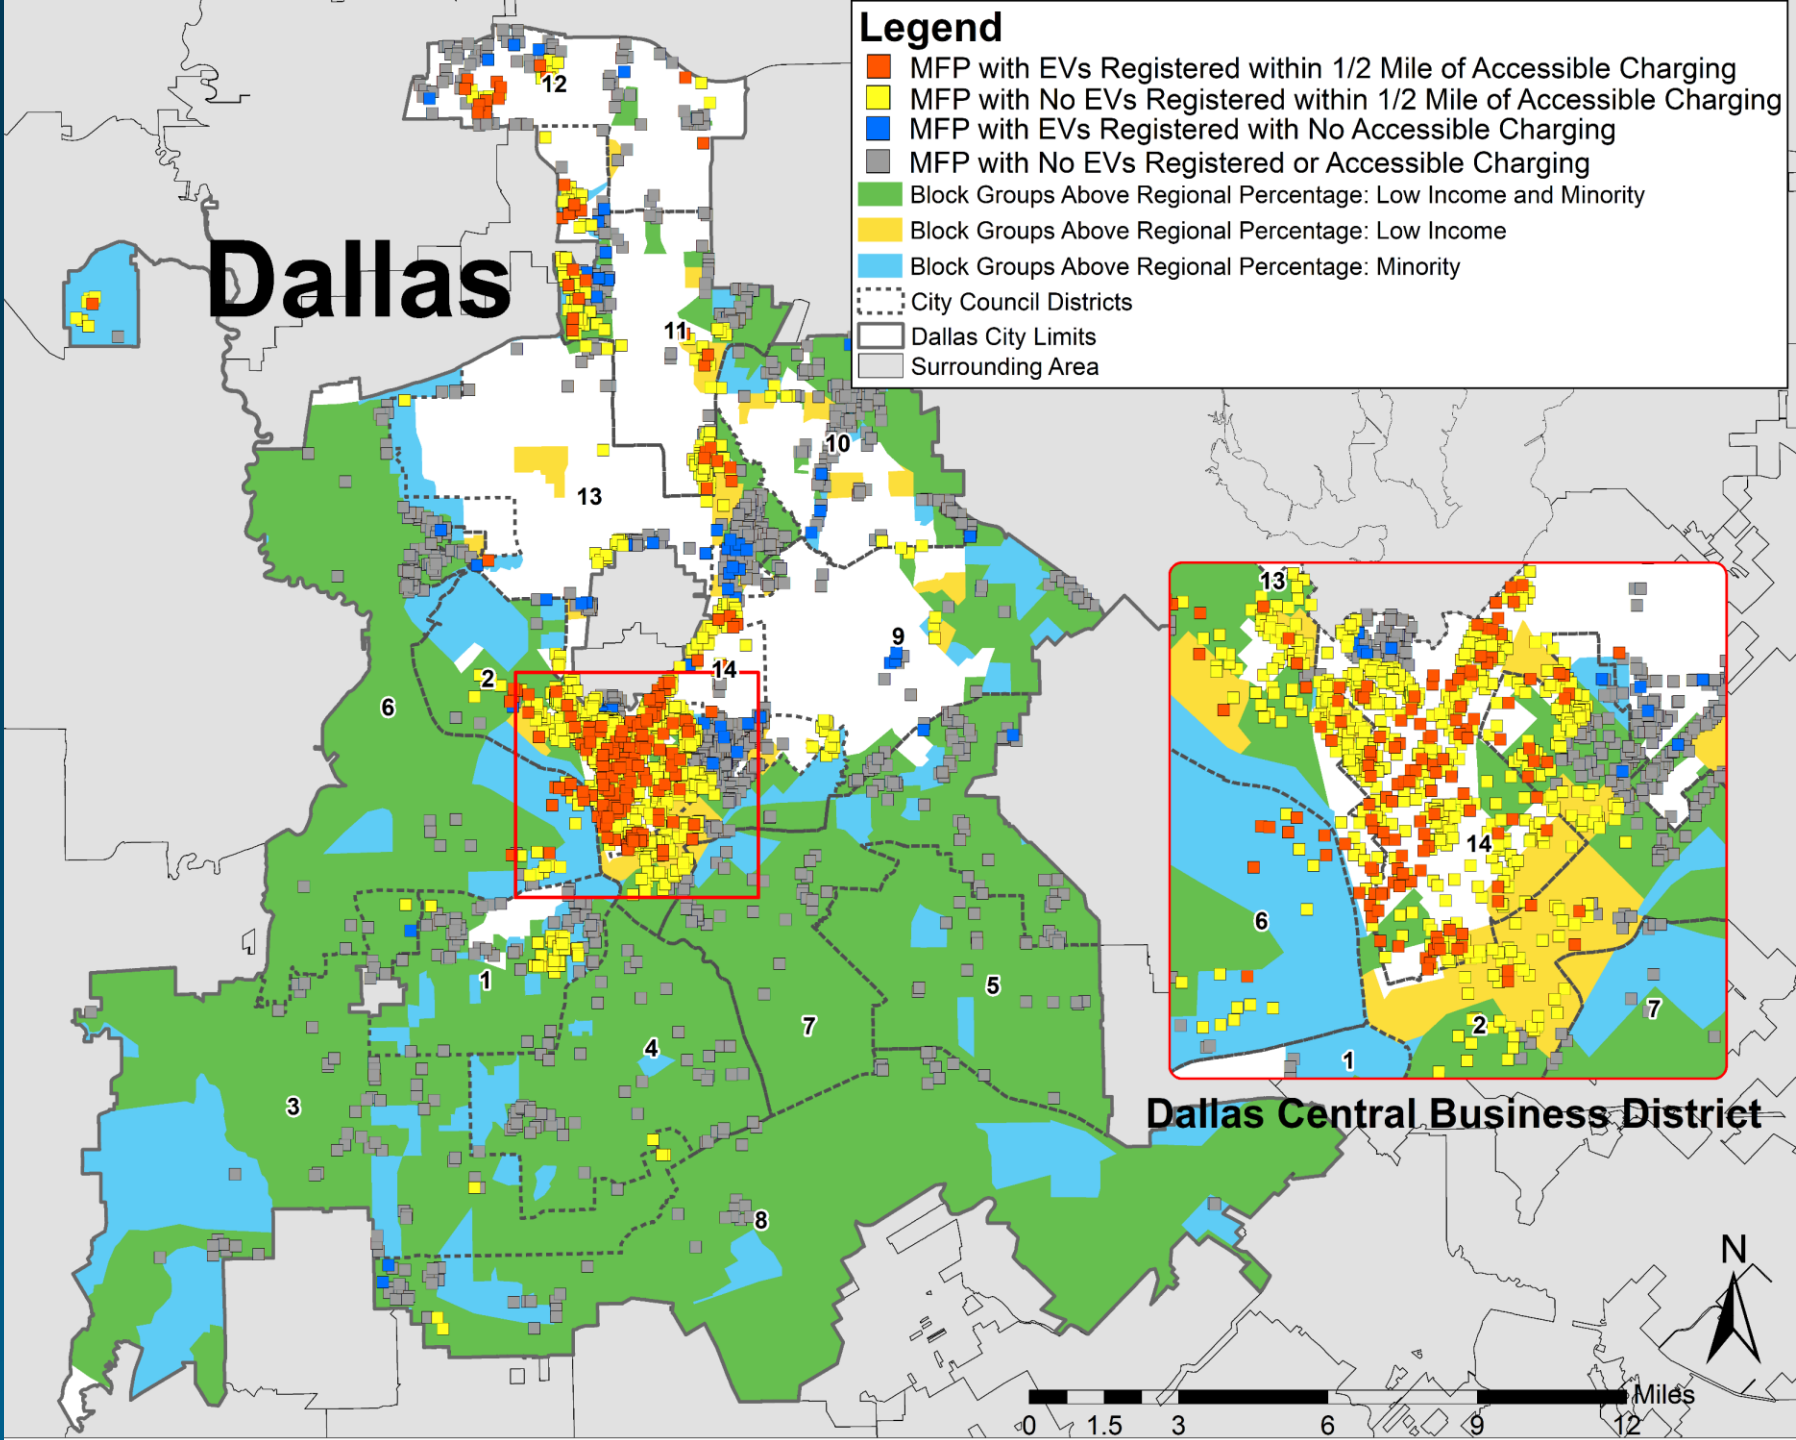 Legend
MFP with EVs Registered within 1/2 Mile of Accessible Charging
MFP with No EVs Registered within 1/2 Mile of Accessible Charging
MFP with EVs Registered with No Accessible Charging
MFP with No EVs Registered or Accessible Charging
Block Groups Above Regional Percentage: Low Income and Minority
Block Groups Above Regional Percentage: Low Income
Block Groups Above Regional Percentage: Minority
City Council Districts
Dallas City Limits
Surrounding Area
12
Dallas
11
10
13
9
14
2
6
1
5
7
4
3
8
13
14
6
7
2
1
Dallas Central Business District
N
Miles
0 1.5 3 6 9 12